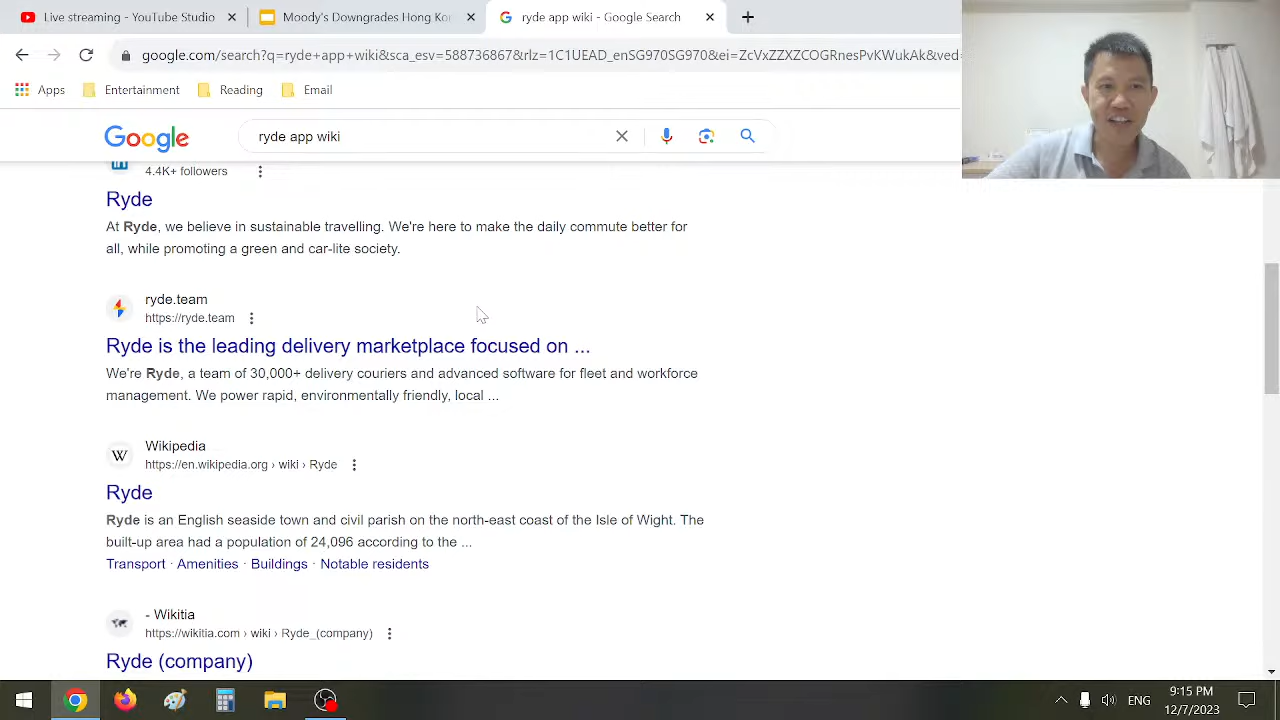 Live streaming - YouTube Studio
Moody's Downgrades Hong Ko
ryde app wiki - Google Search
google.com/search?q=ryde+app+wiki&sca_esv=588736867&rlz=1C1UEAD_enSG970SG970&ei=ZcVxZZXZCOGRnesPvKWukAk&ved=
Apps
Entertainment
Reading
Email
Google
ryde app wiki
in
4.4K+ followers
Ryde
At Ryde, we believe in sustainable travelling. We're here to make the daily commute better for
all, while promoting a green and car-lite society.
ryde.team
https://ryde.team
Ryde is the leading delivery marketplace focused on ...
We're Ryde, a team of 30,000+ delivery couriers and advanced software for fleet and workforce
management. We power rapid, environmentally friendly, local ...
W
Wikipedia
https://en.wikipedia.org › wiki › Ryde
Ryde
Ryde is an English seaside town and civil parish on the north-east coast of the Isle of Wight. The
built-up area had a population of 24,096 according to the ...
Transport · Amenities · Buildings · Notable residents
- Wikitia
https://wikitia.com › wiki › Ryde_(company)
Ryde (company)
ENG
9:15 PM
12/7/2023